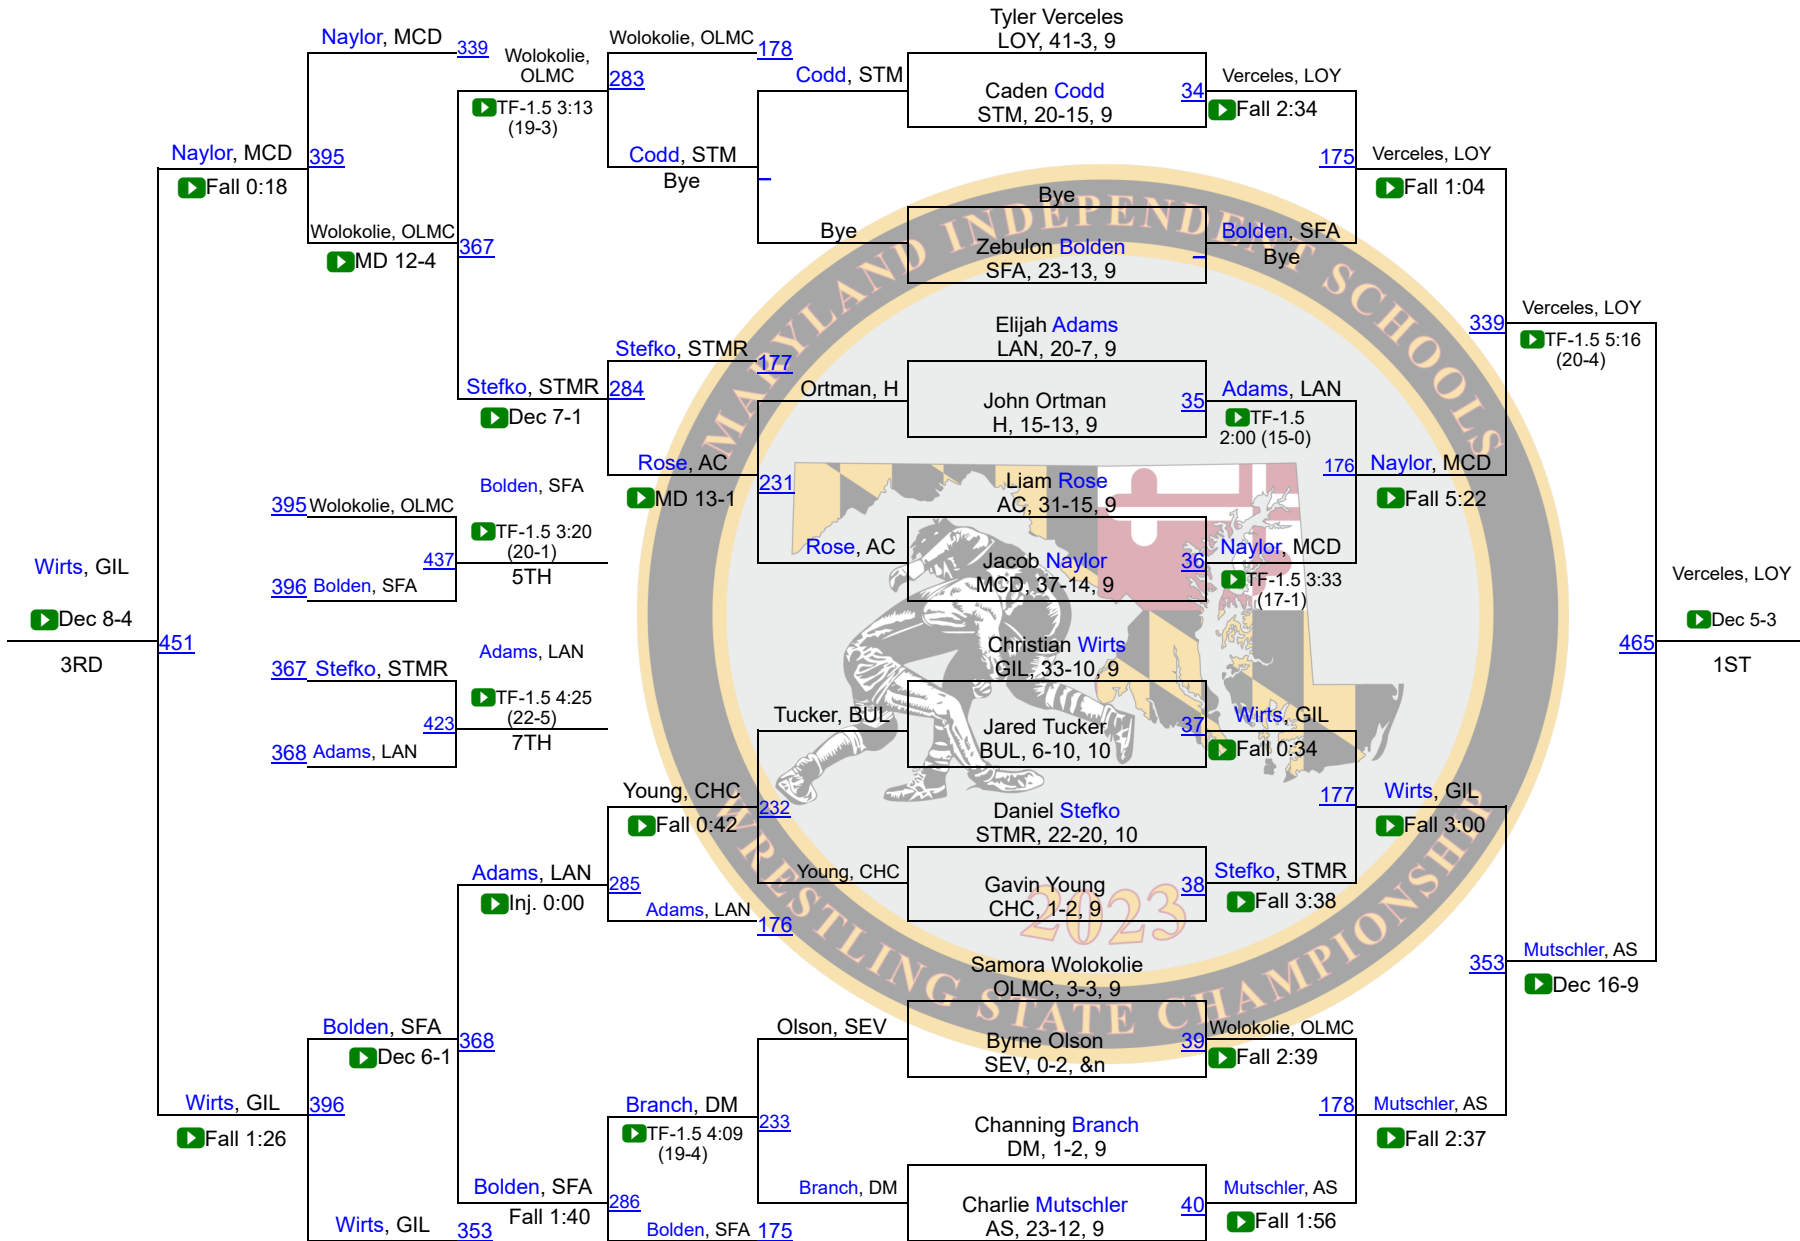 Naylor, MCD
339
Wolokolie,
OLMC
TF-1.5 3:13
(19-3)
Wolokolie, OLMC
178
283
Codd, STM
Tyler Verceles
LOY, 41-3, 9
Caden Codd
STM, 20-15, 9
34
Verceles, LOY
Fall 2:34
Naylor, MCD
395
Fall 0:18
Codd, STM
Bye
175
Verceles, LOY
Fall 1:04
Wolokolie, OLMC
367
MD 12-4
Bye
Bye
Zebulon Bolden
SFA, 23-13, 9
Bolden, SFA
Bye
339
Verceles, LOY
TF-1.5 5:16
(20-4)
Stefko, STMR
177
Elijah Adams
LAN, 20-7, 9
Stefko, STMR
284
Dec 7-1
Ortman, H
John Ortman
H, 15-13, 9
35
Adams, LAN
TF-1.5
2:00 (15-0)
Rose, AC
231
MD 13-1
Liam Rose
AC, 31-15, 9
176
Naylor, MCD
Fall 5:22
Bolden, SFA
395
Wolokolie, OLMC
TF-1.5 3:20
(20-1)
437
5TH
396
Bolden, SFA
Rose, AC
Jacob Naylor
MCD, 37-14, 9
36
Naylor, MCD
TF-1.5 3:33
(17-1)
Wirts, GIL
Dec 8-4
451
3RD
Verceles, LOY
Dec 5-3
465
1ST
Adams, LAN
367
Stefko, STMR
TF-1.5 4:25
(22-5)
423
7TH
368
Adams, LAN
Christian Wirts
GIL, 33-10, 9
Tucker, BUL
Jared Tucker
BUL, 6-10, 10
37
Wirts, GIL
Fall 0:34
Young, CHC
232
Fall 0:42
Daniel Stefko
STMR, 22-20, 10
177
Wirts, GIL
Fall 3:00
Adams, LAN
285
Inj. 0:00
Adams, LAN
176
Young, CHC
Gavin Young
CHC, 1-2, 9
38
Stefko, STMR
Fall 3:38
Samora Wolokolie
OLMC, 3-3, 9
353
Mutschler, AS
Dec 16-9
Bolden, SFA
368
Dec 6-1
Olson, SEV
Byrne Olson
SEV, 0-2, &n
39
Wolokolie, OLMC
Fall 2:39
Wirts, GIL
396
Fall 1:26
Branch, DM
233
TF-1.5 4:09
(19-4)
Channing Branch
DM, 1-2, 9
178
Mutschler, AS
Fall 2:37
Bolden, SFA
286
Fall 1:40
Branch, DM
Charlie Mutschler
AS, 23-12, 9
40
Mutschler, AS
Fall 1:56
Wirts, GIL
353
Bolden, SFA
175
MARYLAND INDEPENDENT SCHOOLS
2023
WRESTLING STATE CHAMPIONSHIP